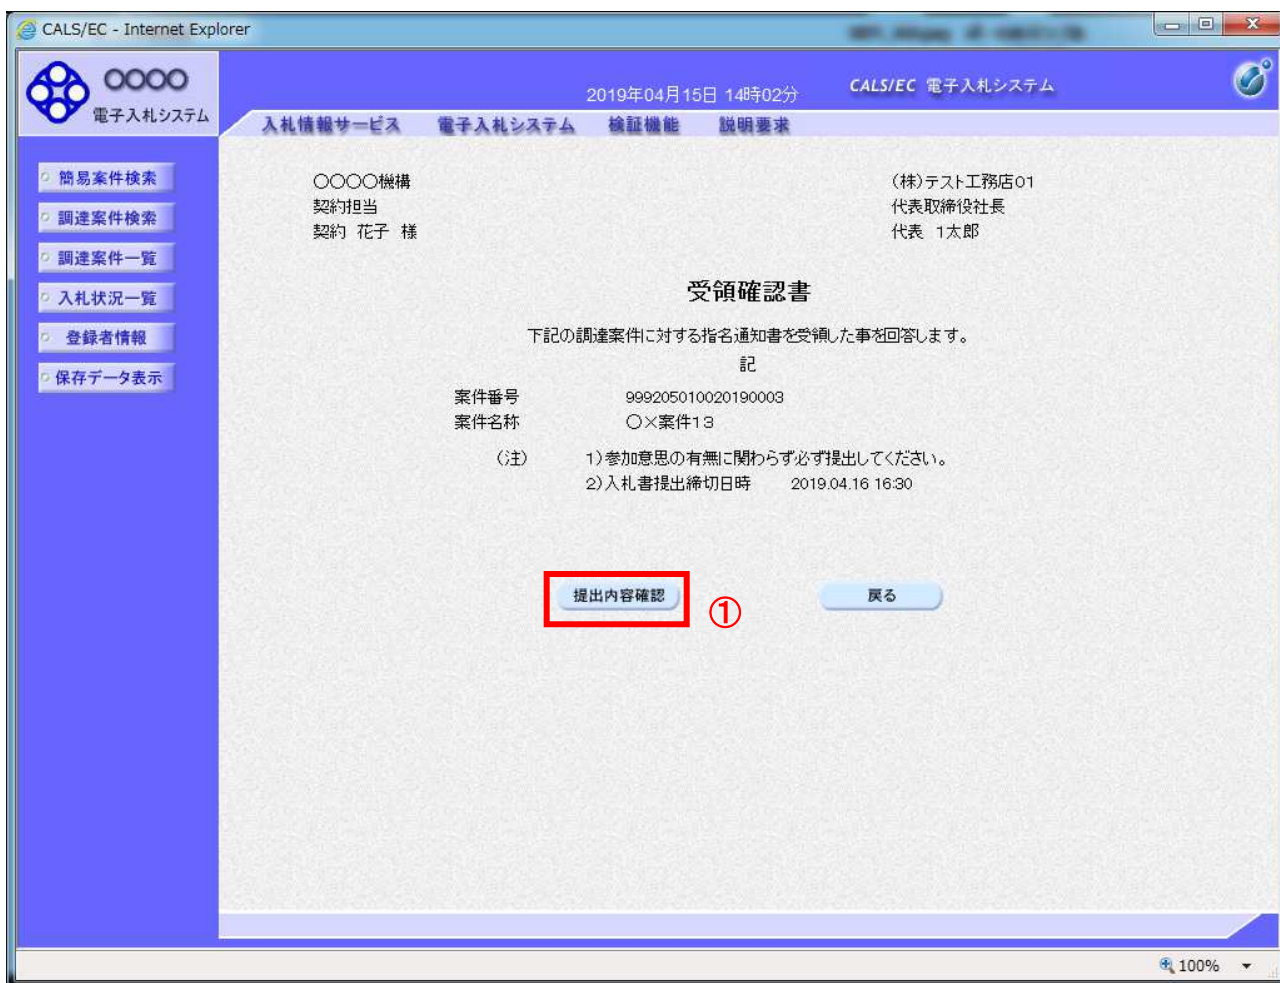 CALS/EC - Internet Explorer
○○○○
電子入札システム
2019年04月15日 14時02分
CALS/EC 電子入札システム
入札情報サービス 電子入札システム 検証機能 説明要求
簡易案件検索
調達案件検索
調達案件一覧
入札状況一覧
登録者情報
保存データ表示
○○○○機構
契約担当
契約 花子 様
(株)テスト工務店01
代表取締役社長
代表 1太郎
受領確認書
下記の調達案件に対する指名通知書を受領した事を回答します。
記
案件番号 999205010020190003
案件名称 ○×案件13
(注) 1)参加意思の有無に関わらず必ず提出してください。
2)入札書提出締切日時 2019.04.16 16:30
提出内容確認
①
戻る
100%